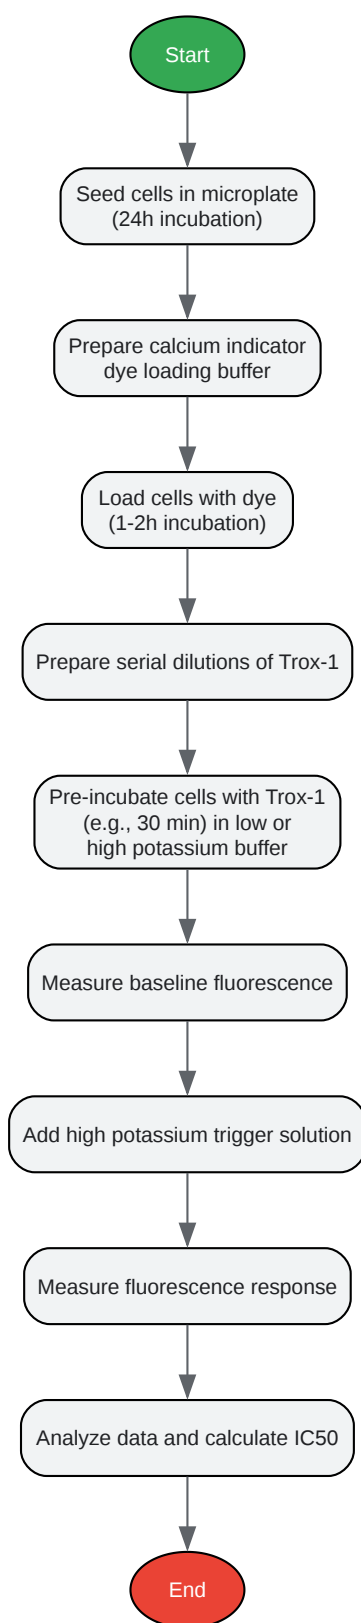 Start
Seed cells in microplate
(24h incubation)
Prepare calcium indicator
dye loading buffer
Load cells with dye
(1-2h incubation)
Prepare serial dilutions of Trox-1
Pre-incubate cells with Trox-1
(e.g., 30 min) in low or
high potassium buffer
Measure baseline fluorescence
Add high potassium trigger solution
Measure fluorescence response
Analyze data and calculate IC50
End